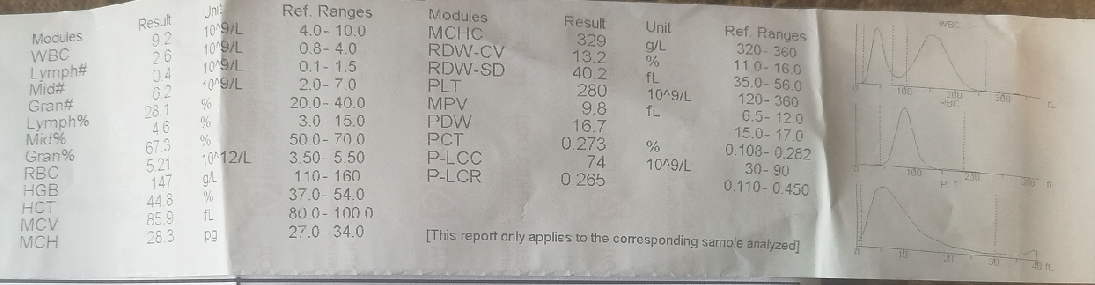 Modules Result Unit Ref. Ranges
WBC 9.2 10^9/L 4.0- 10.0
Lymph# 2.6 10^9/L 0.8- 4.0
Mid# 0.4 10^9/L 0.1- 1.5
Gran# 6.2 10^9/L 2.0- 7.0
Lymph% 28.1 % 20.0- 40.0
Mid% 4.6 % 3.0 15.0
Gran% 67.3 % 50.0- 70.0
RBC 5.21 10^12/L 3.50- 5.50
HGB 147 g/L 110- 160
HCT 44.8 % 37.0- 54.0
MCV 85.9 fL 80.0- 100.0
MCH 28.3 pg 27.0 34.0
Modules Result Unit Ref. Ranges
MCHC 329 g/L 320- 360
RDW-CV 13.2 % 11.0- 16.0
RDW-SD 40.2 fL 35.0- 56.0
PLT 280 10^9/L 120- 360
MPV 9.8 fL 6.5- 12.0
PDW 16.7 15.0- 17.0
PCT 0.273 % 0.108- 0.282
P-LCC 74 10^9/L 30- 90
P-LCR 0.265 0.110- 0.450
[This report only applies to the corresponding sample analyzed]
WBC
0 100 200 300 fL
RBC
0 100 200 300 fL
PLT
0 10 20 30 40 fL